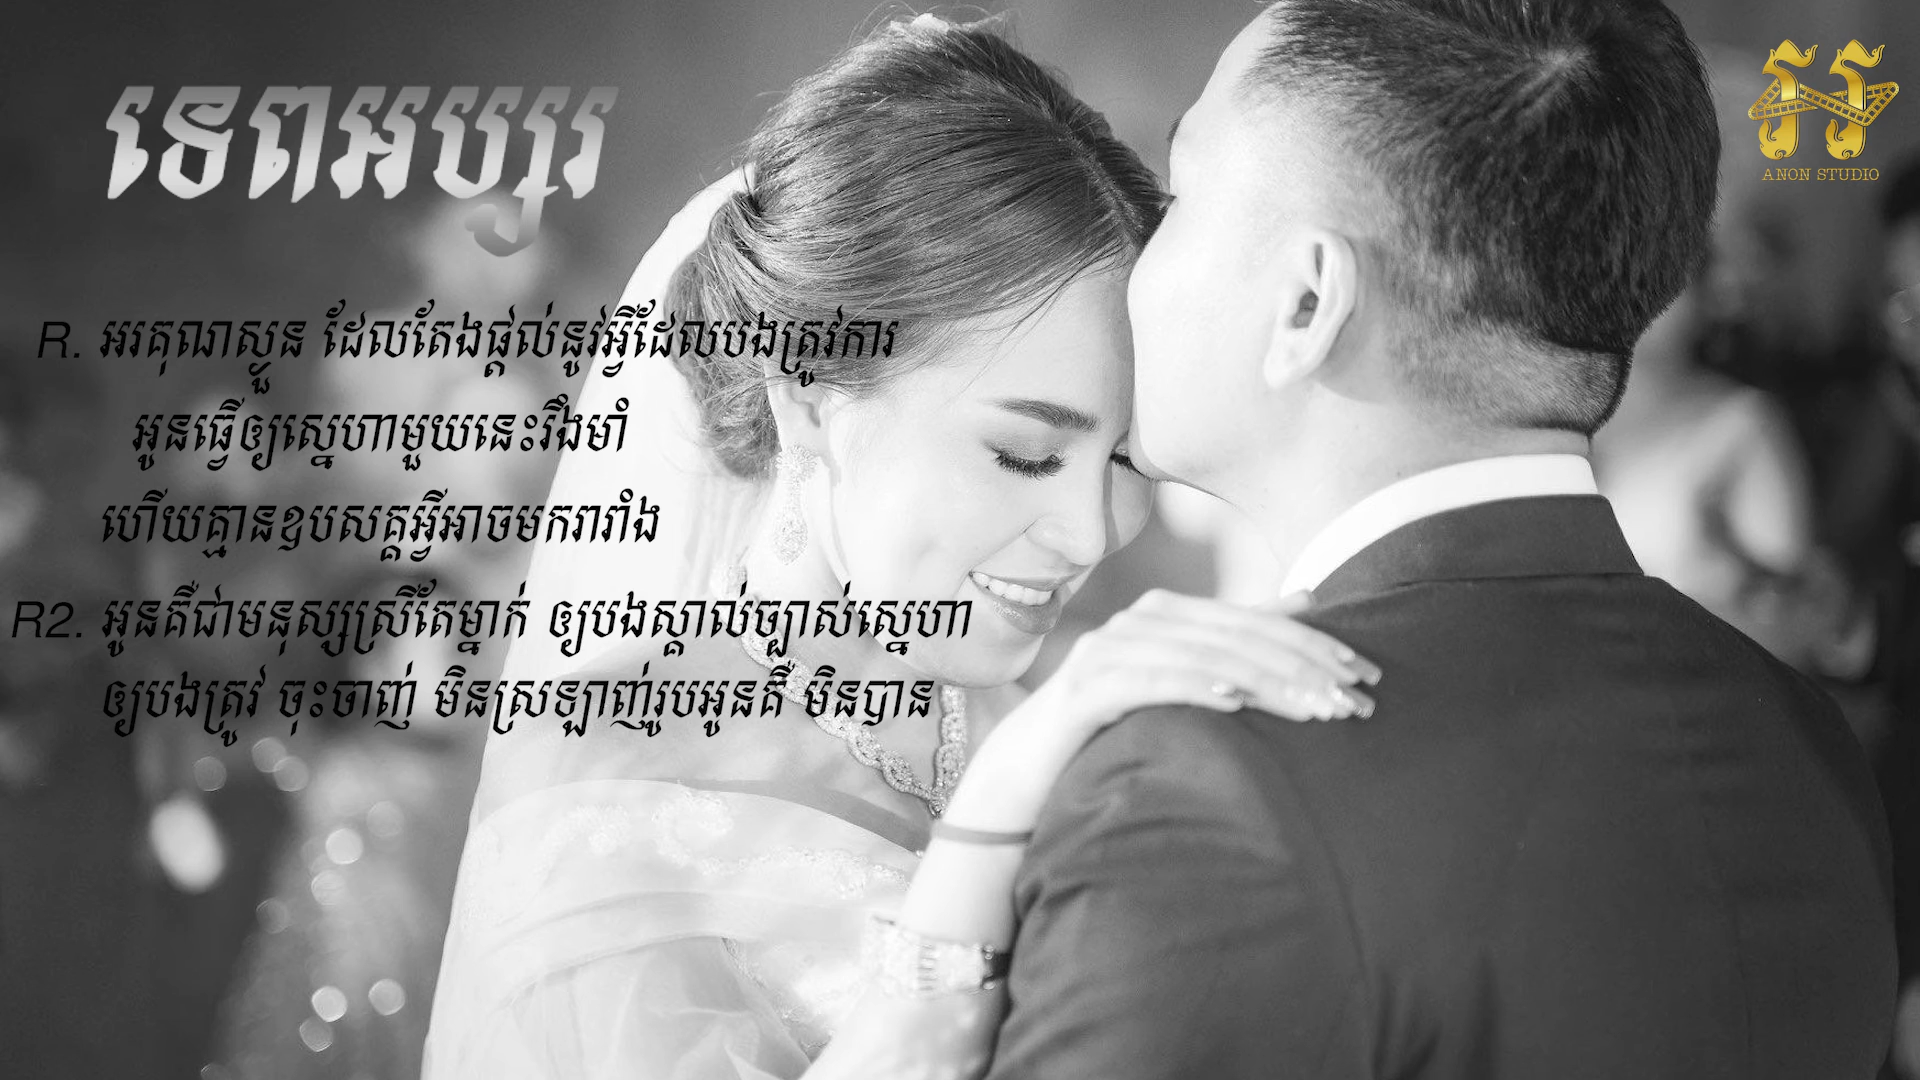 ទេពអប្សរ
ANON STUDIO
R. អរគុណស្ងួន ដែលតែងផ្ដល់នូវអ្វីដែលបងត្រូវការ
អូនធ្វើឲ្យស្នេហាមួយនេះរឹងមាំ
ហើយគ្មានឧបសគ្គអ្វីអាចមករារាំង
R2. អូនគឺជាមនុស្សស្រីតែម្នាក់ ឲ្យបងស្គាល់ច្បាស់ស្នេហា
ឲ្យបងត្រូវ ចុះចាញ់ មិនស្រឡាញ់រូបអូនគឺ មិនបាន